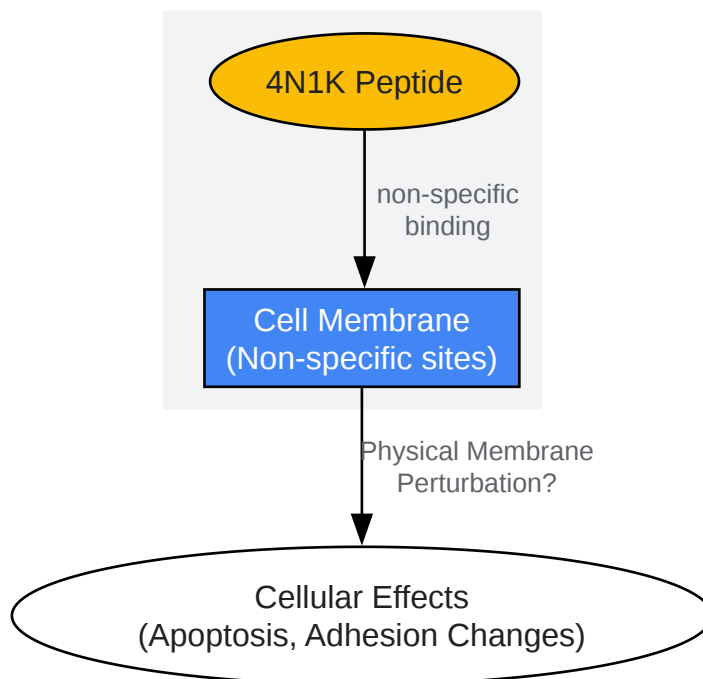 4N1K Peptide
non-specific
binding
Cell Membrane
(Non-specific sites)
Physical Membrane
Perturbation?
Cellular Effects
(Apoptosis, Adhesion Changes)